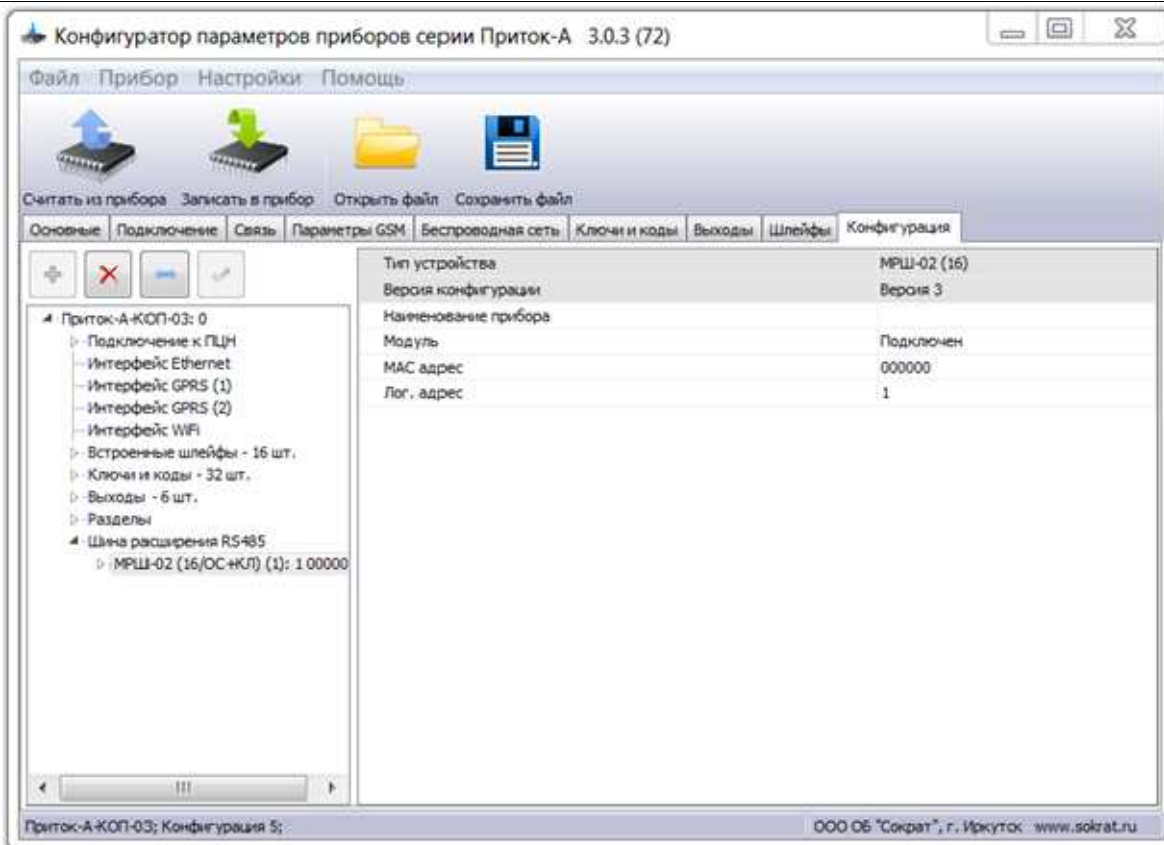 Конфигуратор параметров приборов серии Приток-А 3.0.3 (72)
Файл Прибор Настройки Помощь
Считать из прибора Записать в прибор Открыть файл Сохранить файл
Основные Подключение Связь Параметры GSM Беспроводная сеть Ключи и коды Выходы Шлейфы Конфигурация
Тип устройства МРШ-02 (16)
Версия конфигурации Версия 3
Наименование прибора
Модуль Подключен
MAC адрес 000000
Лог. адрес 1
Приток-А-КОП-03: 0
Подключение к ПЦН
Интерфейс Ethernet
Интерфейс GPRS (1)
Интерфейс GPRS (2)
Интерфейс WiFi
Встроенные шлейфы - 16 шт.
Ключи и коды - 32 шт.
Выходы - 6 шт.
Разделы
Шина расширения RS485
МРШ-02 (16/ОС+КЛ) (1): 1 00000
Приток-А-КОП-03; Конфигурация 5; ООО ОБ "Сократ", г. Иркутск www.sokrat.ru